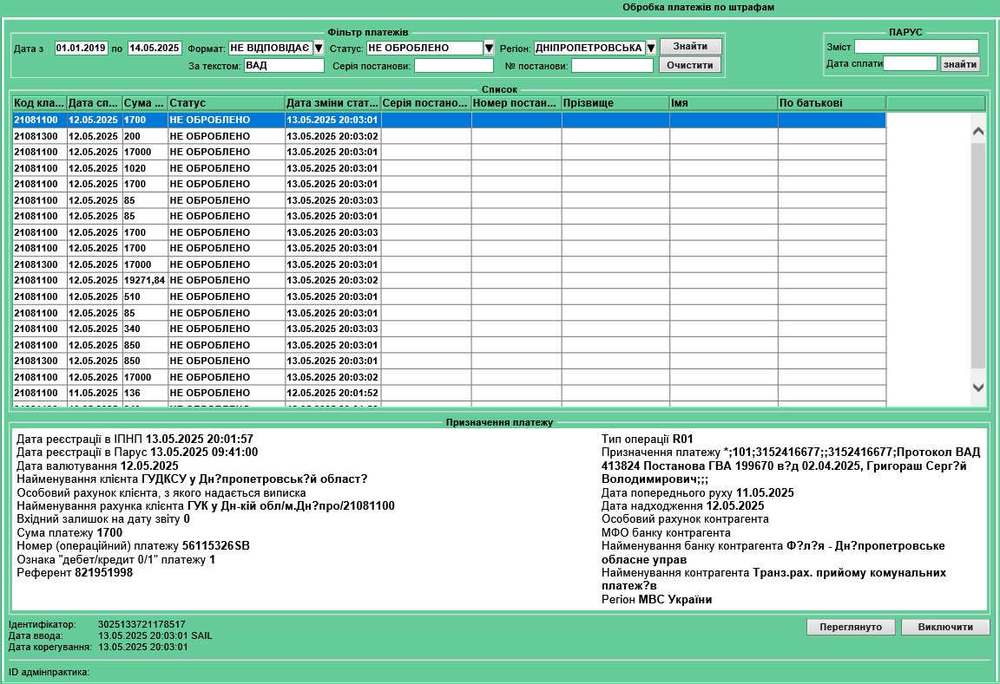 Обробка платежів по штрафам
Фільтр платежів
Дата з 01.01.2019 по 14.05.2025 Формат: НЕ ВІДПОВІДАЄ Статус: НЕ ОБРОБЛЕНО Регіон: ДНІПРОПЕТРОВСЬКА Знайти
За текстом: ВАД Серія постанови: № постанови: Очистити
ПАРУС
Зміст
Дата сплати знайти
Список
Код кла... Дата сп... Сума ... Статус Дата зміни стат... Серія постано... Номер постан... Прізвище Імя По батькові
21081100 12.05.2025 1700 НЕ ОБРОБЛЕНО 13.05.2025 20:03:01
21081300 12.05.2025 200 НЕ ОБРОБЛЕНО 13.05.2025 20:03:02
21081100 12.05.2025 17000 НЕ ОБРОБЛЕНО 13.05.2025 20:03:01
21081100 12.05.2025 1020 НЕ ОБРОБЛЕНО 13.05.2025 20:03:01
21081100 12.05.2025 1700 НЕ ОБРОБЛЕНО 13.05.2025 20:03:01
21081100 12.05.2025 85 НЕ ОБРОБЛЕНО 13.05.2025 20:03:03
21081100 12.05.2025 85 НЕ ОБРОБЛЕНО 13.05.2025 20:03:01
21081100 12.05.2025 1700 НЕ ОБРОБЛЕНО 13.05.2025 20:03:03
21081100 12.05.2025 1700 НЕ ОБРОБЛЕНО 13.05.2025 20:03:01
21081300 12.05.2025 17000 НЕ ОБРОБЛЕНО 13.05.2025 20:03:01
21081100 12.05.2025 19271,84 НЕ ОБРОБЛЕНО 13.05.2025 20:03:02
21081100 12.05.2025 510 НЕ ОБРОБЛЕНО 13.05.2025 20:03:01
21081100 12.05.2025 85 НЕ ОБРОБЛЕНО 13.05.2025 20:03:01
21081100 12.05.2025 340 НЕ ОБРОБЛЕНО 13.05.2025 20:03:03
21081100 12.05.2025 850 НЕ ОБРОБЛЕНО 13.05.2025 20:03:01
21081300 12.05.2025 850 НЕ ОБРОБЛЕНО 13.05.2025 20:03:01
21081100 12.05.2025 17000 НЕ ОБРОБЛЕНО 13.05.2025 20:03:02
21081100 11.05.2025 136 НЕ ОБРОБЛЕНО 12.05.2025 20:01:52
Призначення платежу
Дата реєстрації в ІПНП 13.05.2025 20:01:57
Дата реєстрації в Парус 13.05.2025 09:41:00
Дата валютування 12.05.2025
Найменування клієнта ГУДКСУ у Дн?пропетровськ?й област?
Особовий рахунок клієнта, з якого надається виписка
Найменування рахунка клієнта ГУК у Дн-кій обл/м.Дн?про/21081100
Вхідний залишок на дату звіту 0
Сума платежу 1700
Номер (операційний) платежу 56115326SB
Ознака "дебет/кредит 0/1" платежу 1
Референт 821951998
Тип операції R01
Призначення платежу *;101;3152416677;;3152416677;Протокол ВАД
413824 Постанова ГВА 199670 в?д 02.04.2025, Григораш Серг?й
Володимирович;;;
Дата попереднього руху 11.05.2025
Дата надходження 12.05.2025
Особовий рахунок контрагента
МФО банку контрагента
Найменування банку контрагента Ф?л?я - Дн?пропетровське
обласне управ
Найменування контрагента Транз.рах. прийому комунальних
платеж?в
Регіон МВС України
Ідентифікатор: 3025133721178517
Дата ввода: 13.05.2025 20:03:01 SAIL
Дата корегування: 13.05.2025 20:03:01
Переглянуто Виключити
ID адмінпрактика: